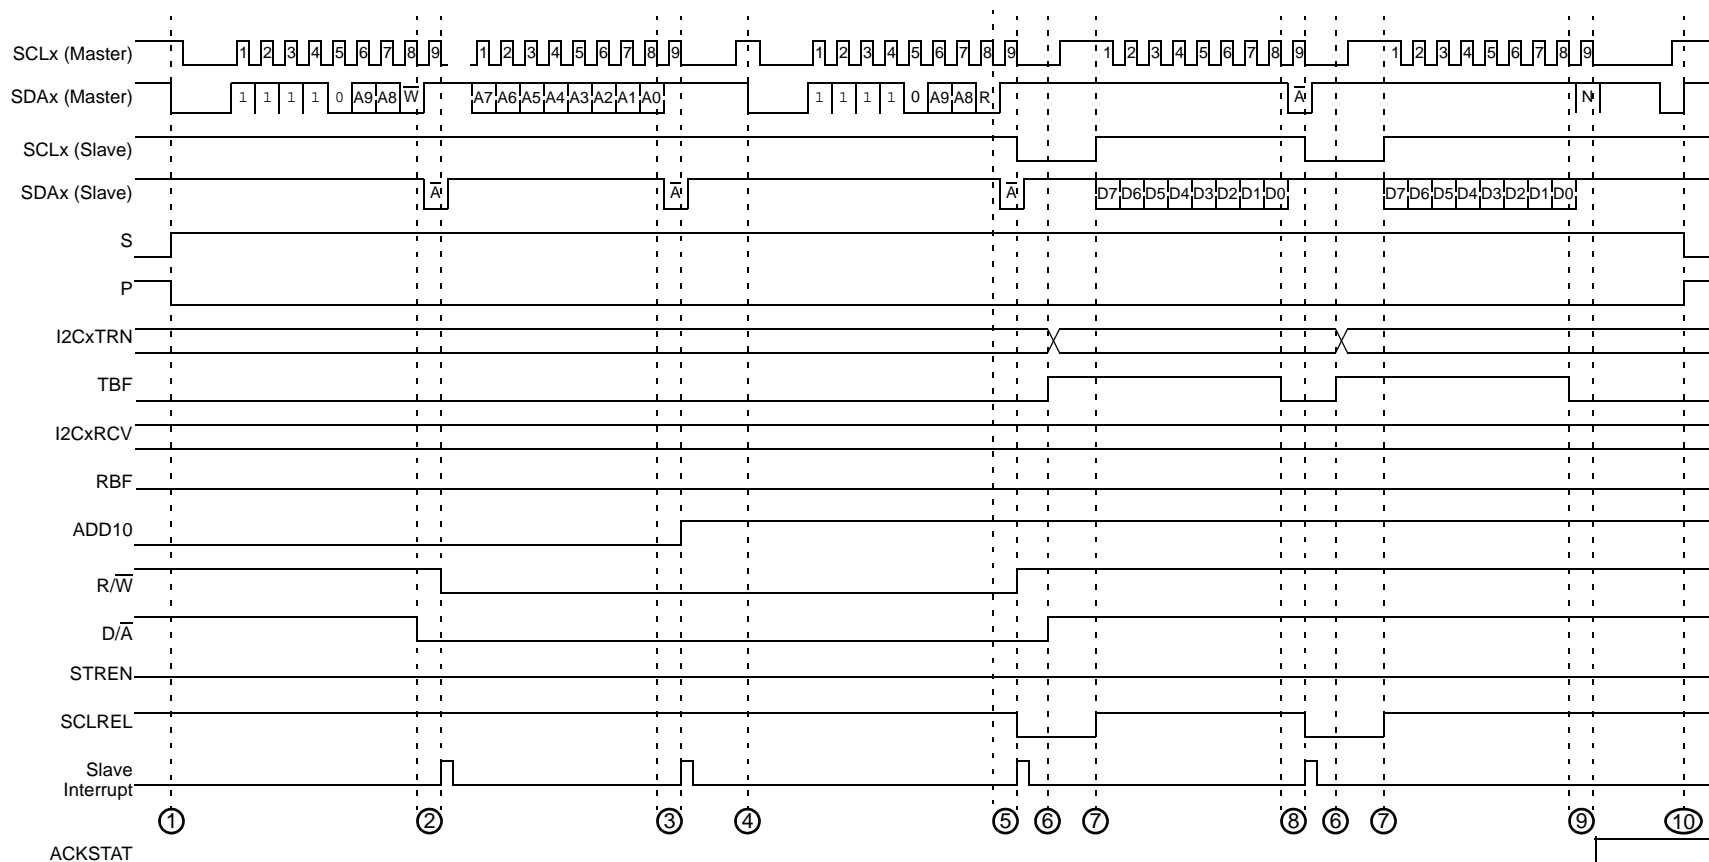 SCLx (Master)
1 2 3 4 5 6 7 8 9 1 2 3 4 5 6 7 8 9 1 2 3 4 5 6 7 8 9 1 2 3 4 5 6 7 8 9 1 2 3 4 5 6 7 8 9
SDAx (Master)
1 1 1 1 0 A9 A8 W̅ A7 A6 A5 A4 A3 A2 A1 A0 1 1 1 1 0 A9 A8 R A̅ N
SCLx (Slave)
SDAx (Slave)
A̅ A̅ A̅ D7 D6 D5 D4 D3 D2 D1 D0 D7 D6 D5 D4 D3 D2 D1 D0
S
P
I2CxTRN
TBF
I2CxRCV
RBF
ADD10
R/W̅
D/A̅
STREN
SCLREL
Slave
Interrupt
1 2 3 4 5 6 7 8 6 7 9 10
ACKSTAT